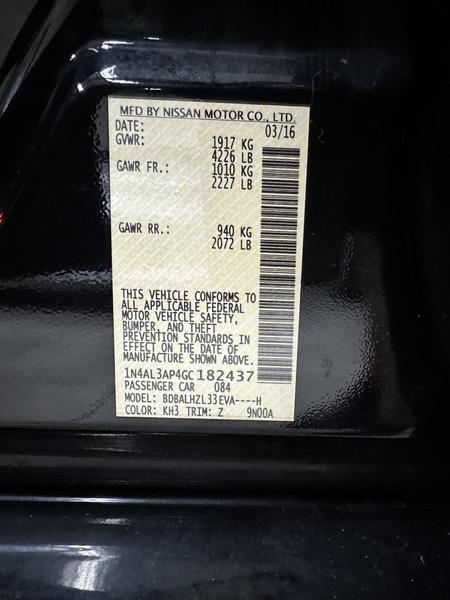 MFD BY NISSAN MOTOR CO., LTD.
DATE: 03/16
GVWR: 1917 KG
4226 LB
GAWR FR.: 1010 KG
2227 LB
GAWR RR.: 940 KG
2072 LB
THIS VEHICLE CONFORMS TO
ALL APPLICABLE FEDERAL
MOTOR VEHICLE SAFETY,
BUMPER, AND THEFT
PREVENTION STANDARDS IN
EFFECT ON THE DATE OF
MANUFACTURE SHOWN ABOVE.
1N4AL3AP4GC182437
PASSENGER CAR 084
MODEL: BDBALHZL33EVA----H
COLOR: KH3 TRIM: Z 9N00A